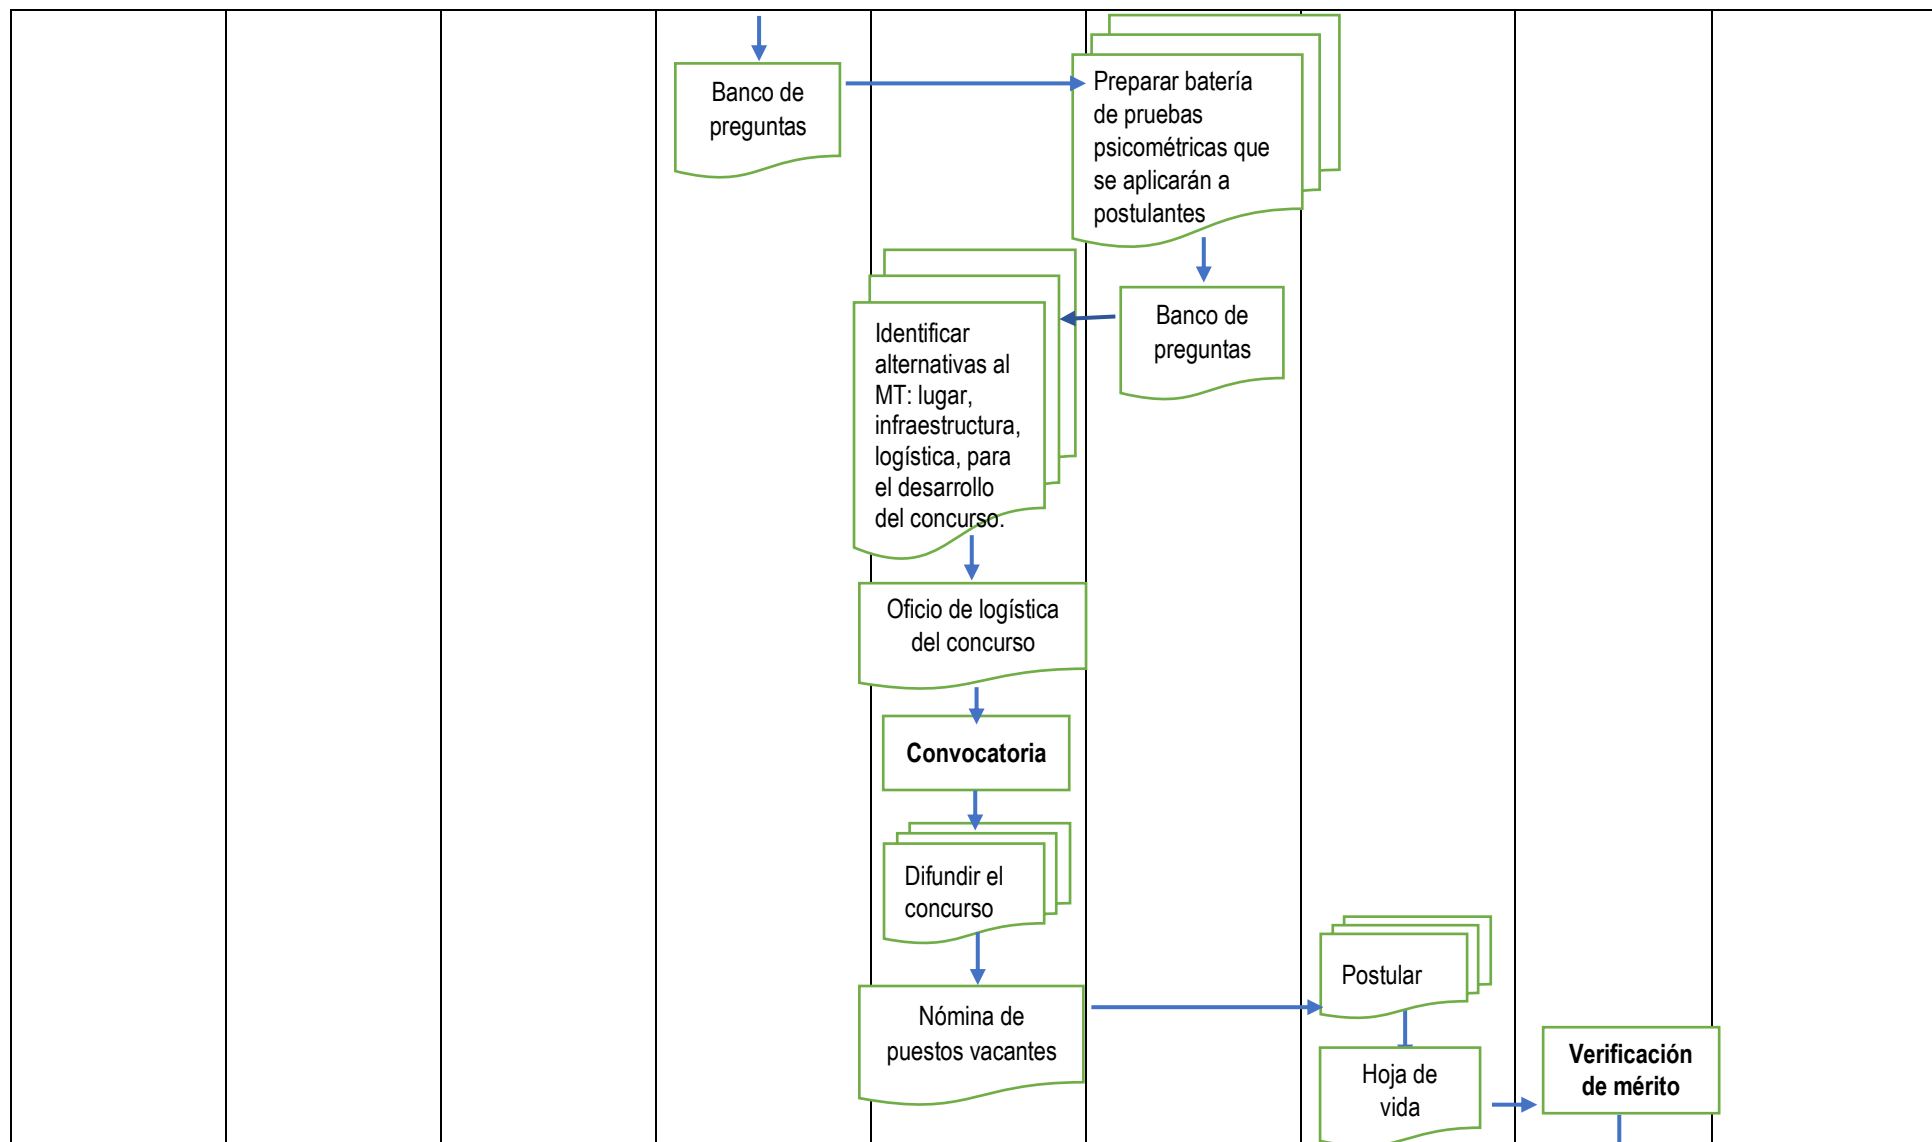 Banco de
preguntas
Preparar batería
de pruebas
psicométricas que
se aplicarán a
postulantes
Banco de
preguntas
Identificar
alternativas al
MT: lugar,
infraestructura,
logística, para
el desarrollo
del concurso.
Oficio de logística
del concurso
Convocatoria
Difundir el
concurso
Nómina de
puestos vacantes
Postular
Hoja de
vida
Verificación
de mérito